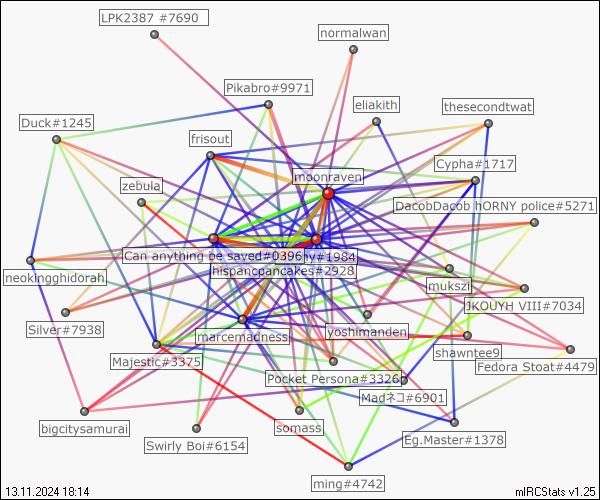 LPK2387 #7690
normalwan
Pikabro#9971
eliakith
thesecondtwat
Duck#1245
frisout
Cypha#1717
moonraven
zebula
DacobDacob hORNY police#5271
Can anything be saved#0396
hy#1984
hispancpancakes#2928
neokingghidorah
mukszi
JKOUYH VIII#7034
Silver#7938
yoshimanden
marcemadness
shawntee9
Majestic#3375
Fedora Stoat#4479
Pocket Persona#3326
Madネコ#6901
bigcitysamurai
somass
Swirly Boi#6154
Eg.Master#1378
ming#4742
13.11.2024 18:14
mIRCStats v1.25